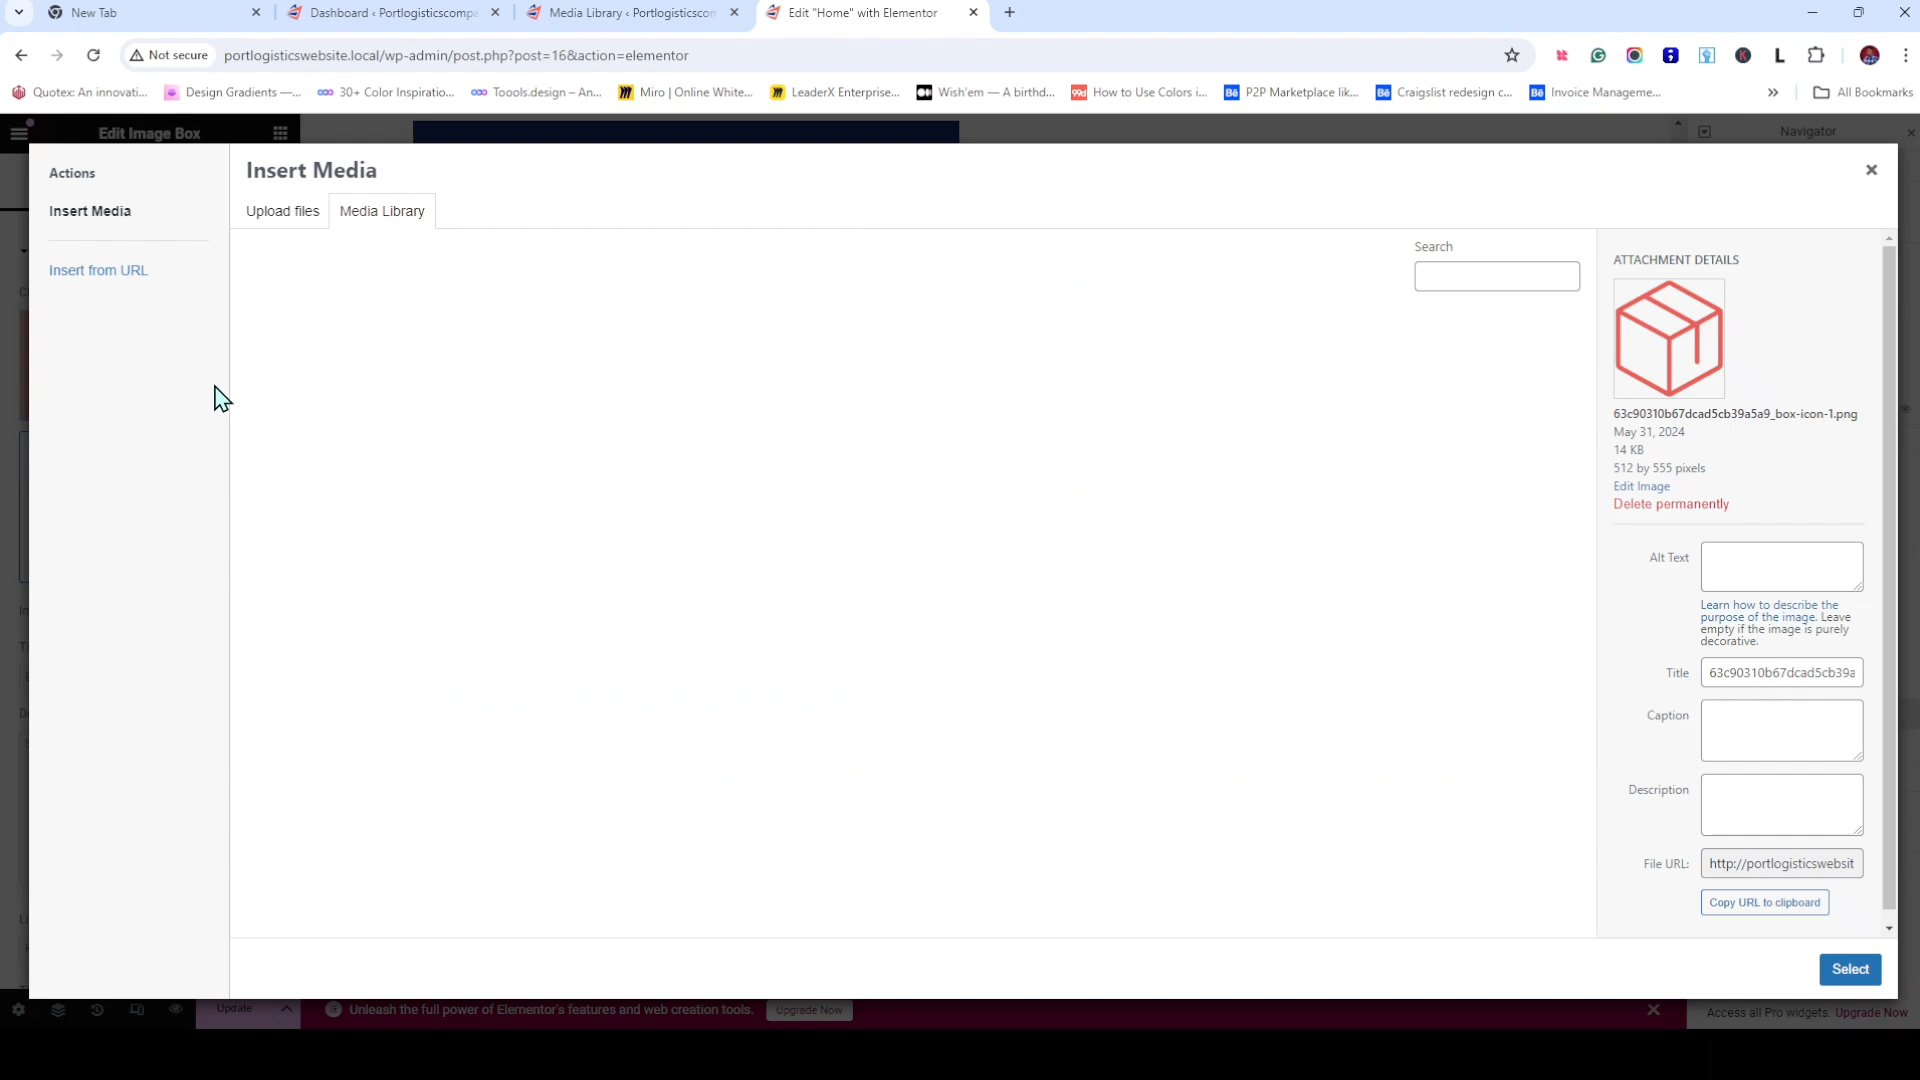 New Tab
Dashboard ‹ Portlogisticscompa
Media Library ‹ Portlogisticscon
Edit "Home" with Elementor
Not secure
portlogisticswebsite.local/wp-admin/post.php?post=16&action=elementor
Quotex: An innovati...
Design Gradients —...
30+ Color Inspiratio...
Toools.design – An...
Miro | Online White...
LeaderX Enterprise...
Wish'em — A birthd...
How to Use Colors i...
P2P Marketplace lik...
Craigslist redesign c...
Invoice Manageme...
All Bookmarks
Edit Image Box
Navigator
Actions
Insert Media
Insert from URL
Insert Media
Upload files
Media Library
Search
ATTACHMENT DETAILS
63c90310b67dcad5cb39a5a9_box-icon-1.png
May 31, 2024
14 KB
512 by 555 pixels
Edit Image
Delete permanently
Alt Text
Learn how to describe the
purpose of the image. Leave
empty if the image is purely
decorative.
Title
63c90310b67dcad5cb39a
Caption
Description
File URL:
http://portlogisticswebsit
Copy URL to clipboard
Select
Update
Unleash the full power of Elementor's features and web creation tools.
Upgrade Now
Access all Pro widgets. Upgrade Now